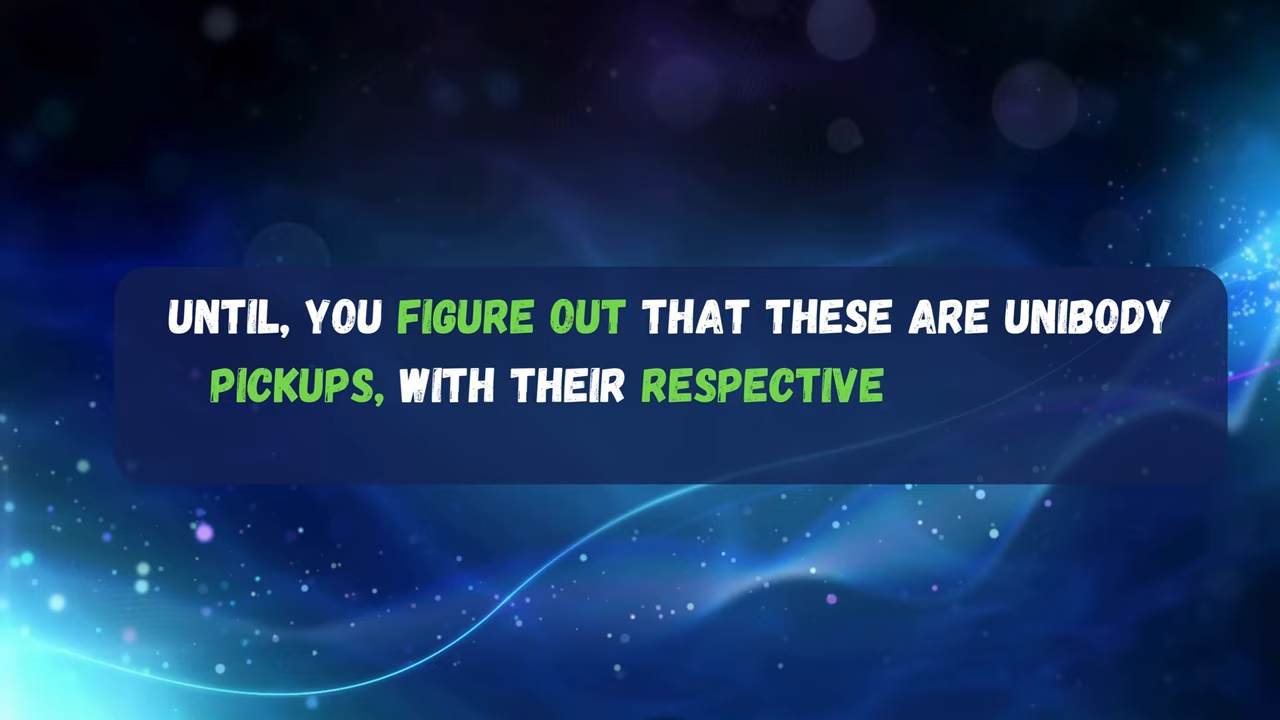 UNTIL, YOU FIGURE OUT THAT THESE ARE UNIBODY
PICKUPS, WITH THEIR RESPECTIVE